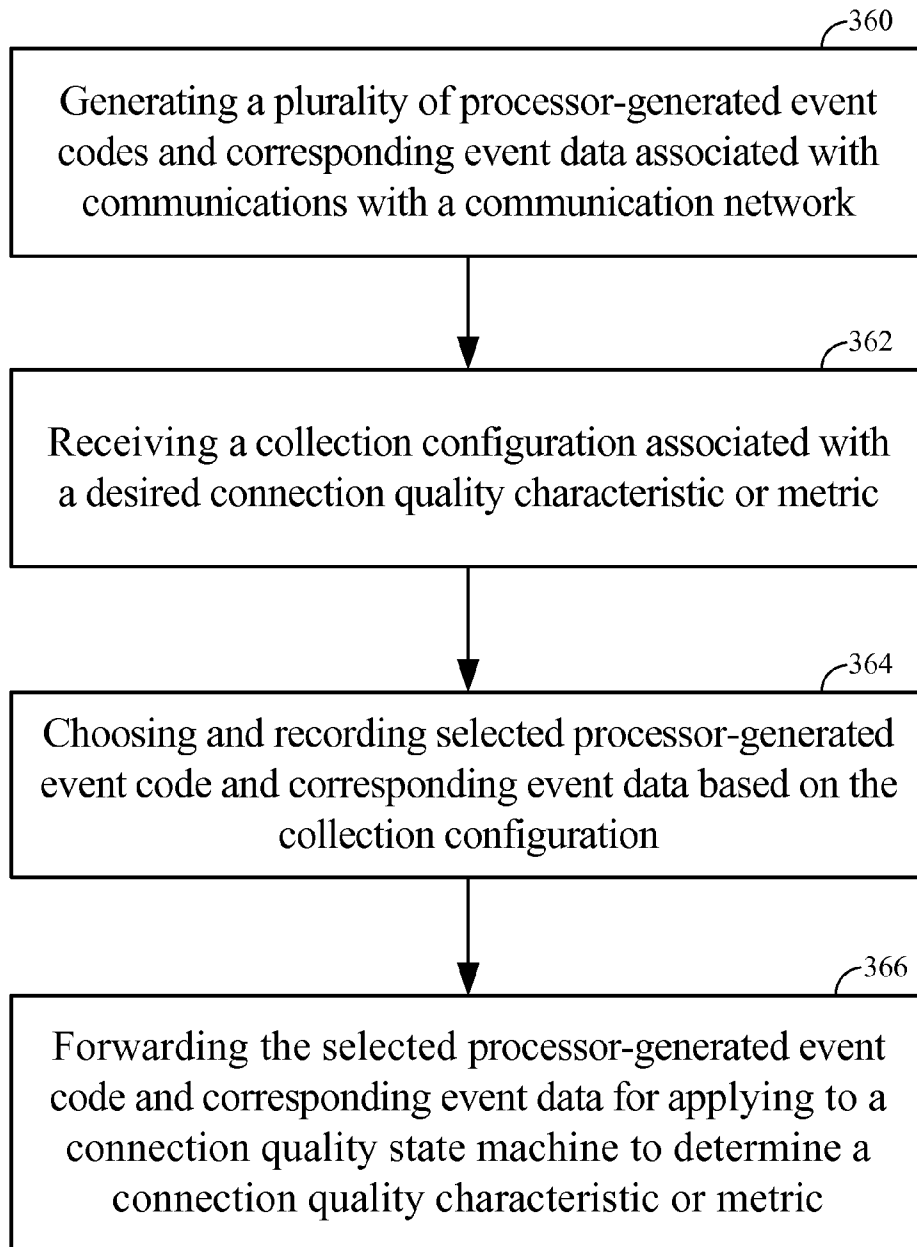 360
Generating a plurality of processor-generated event
codes and corresponding event data associated with
communications with a communication network
362
Receiving a collection configuration associated with
a desired connection quality characteristic or metric
364
Choosing and recording selected processor-generated
event code and corresponding event data based on the
collection configuration
366
Forwarding the selected processor-generated event
code and corresponding event data for applying to a
connection quality state machine to determine a
connection quality characteristic or metric